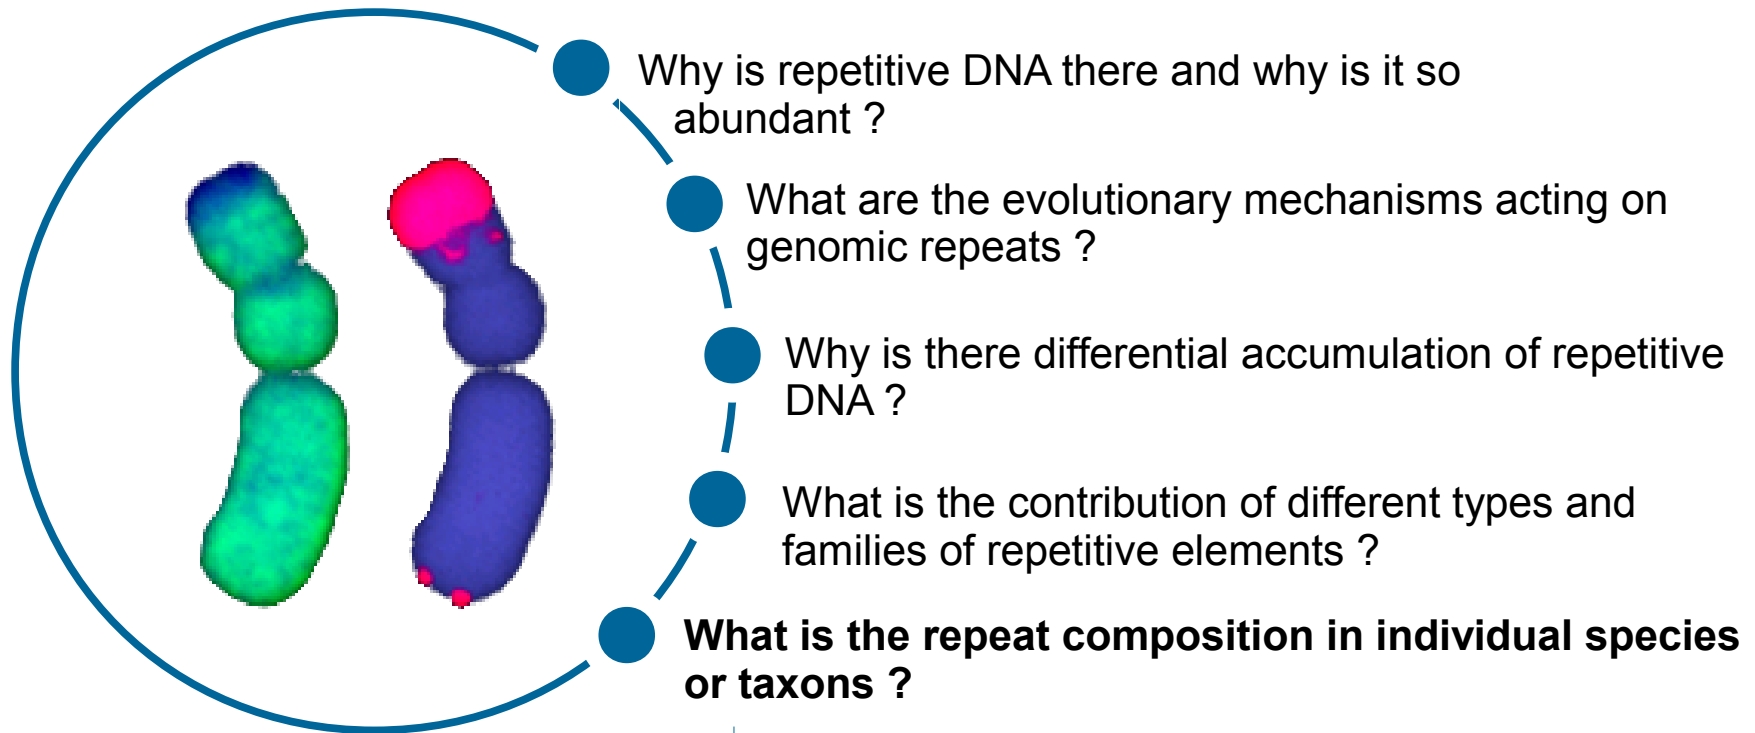 Why is repetitive DNA there and why is it so
abundant ?
What are the evolutionary mechanisms acting on
genomic repeats ?
Why is there differential accumulation of repetitive
DNA ?
What is the contribution of different types and
families of repetitive elements ?
What is the repeat composition in individual species
or taxons ?